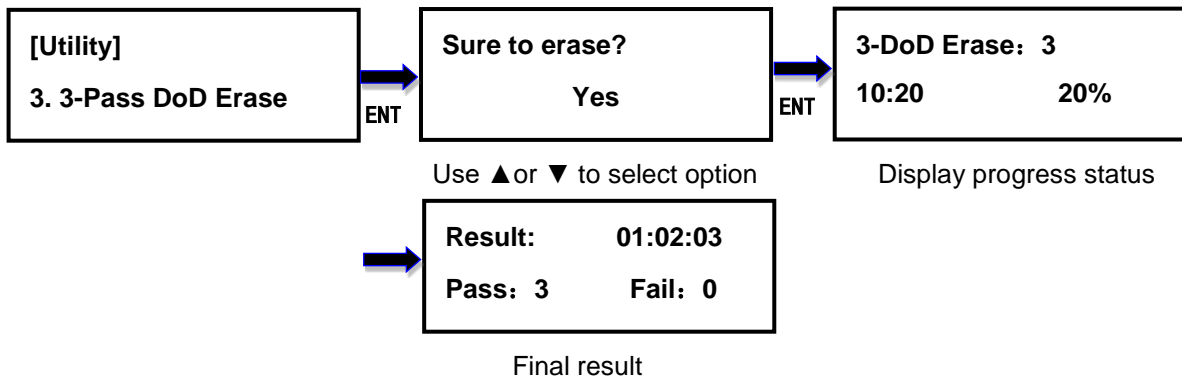 [Utility]
3. 3-Pass DoD Erase
ENT
Sure to erase?
Yes
Use ▲or ▼ to select option
ENT
3-DoD Erase：3
10:20 20%
Display progress status
Result: 01:02:03
Pass：3 Fail：0
Final result